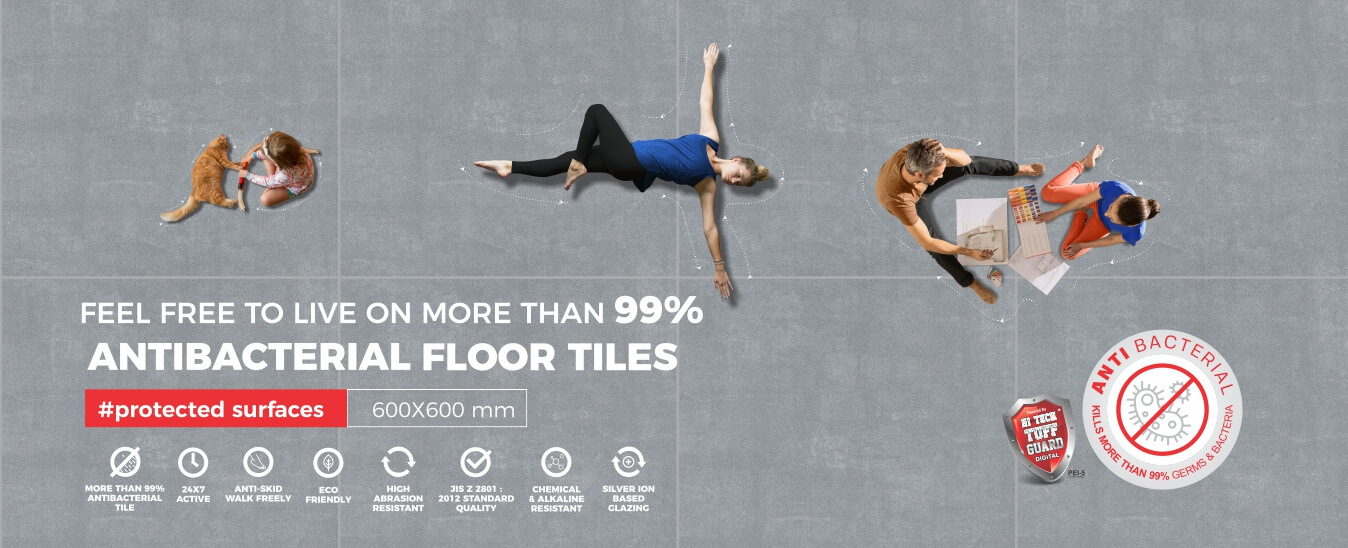 FEEL FREE TO LIVE ON MORE THAN 99%
ANTIBACTERIAL FLOOR TILES
#protected surfaces
600X600 mm
MORE THAN 99%
ANTIBACTERIAL
TILE
24X7
ACTIVE
ANTI-SKID
WALK FREELY
ECO
FRIENDLY
HIGH
ABRASION
RESISTANT
JIS Z 2801 :
2012 STANDARD
QUALITY
CHEMICAL
& ALKALINE
RESISTANT
SILVER ION
BASED
GLAZING
Powered by
HI TECH
TUFF
GUARD
DIGITAL
PEI-5
ANTI BACTERIAL
KILLS MORE THAN 99% GERMS & BACTERIA